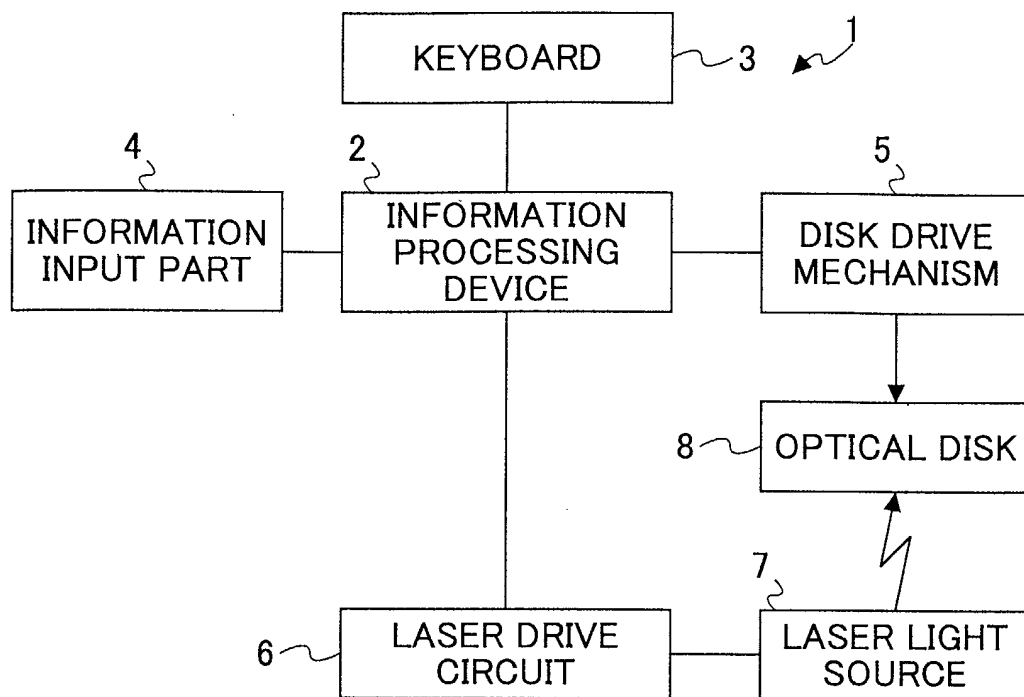 KEYBOARD
3
1
4
2
5
INFORMATION
INPUT PART
INFORMATION
PROCESSING
DEVICE
DISK DRIVE
MECHANISM
8
OPTICAL DISK
7
6
LASER DRIVE
CIRCUIT
LASER LIGHT
SOURCE